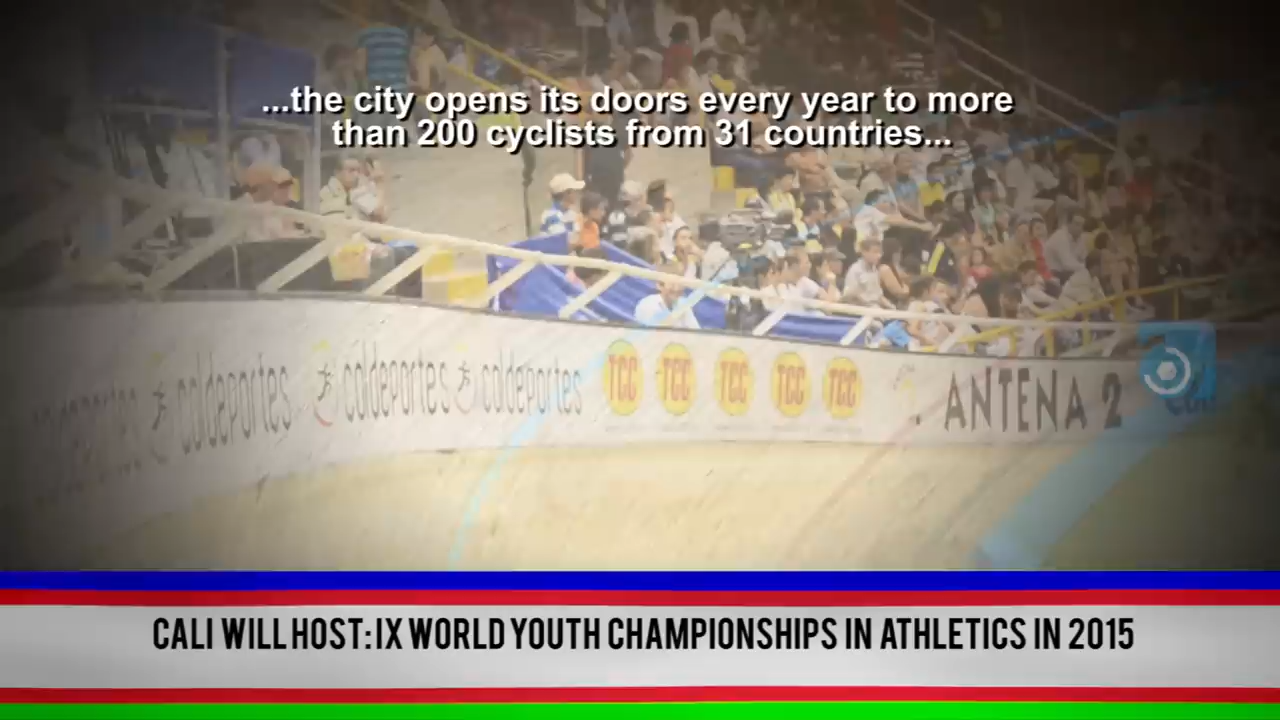 ...the city opens its doors every year to more
than 200 cyclists from 31 countries...
coldeportes coldeportes coldeportes coldeportes TCC TCC TCC TCC TCC ANTENA 2
CALI WILL HOST: IX WORLD YOUTH CHAMPIONSHIPS IN ATHLETICS IN 2015